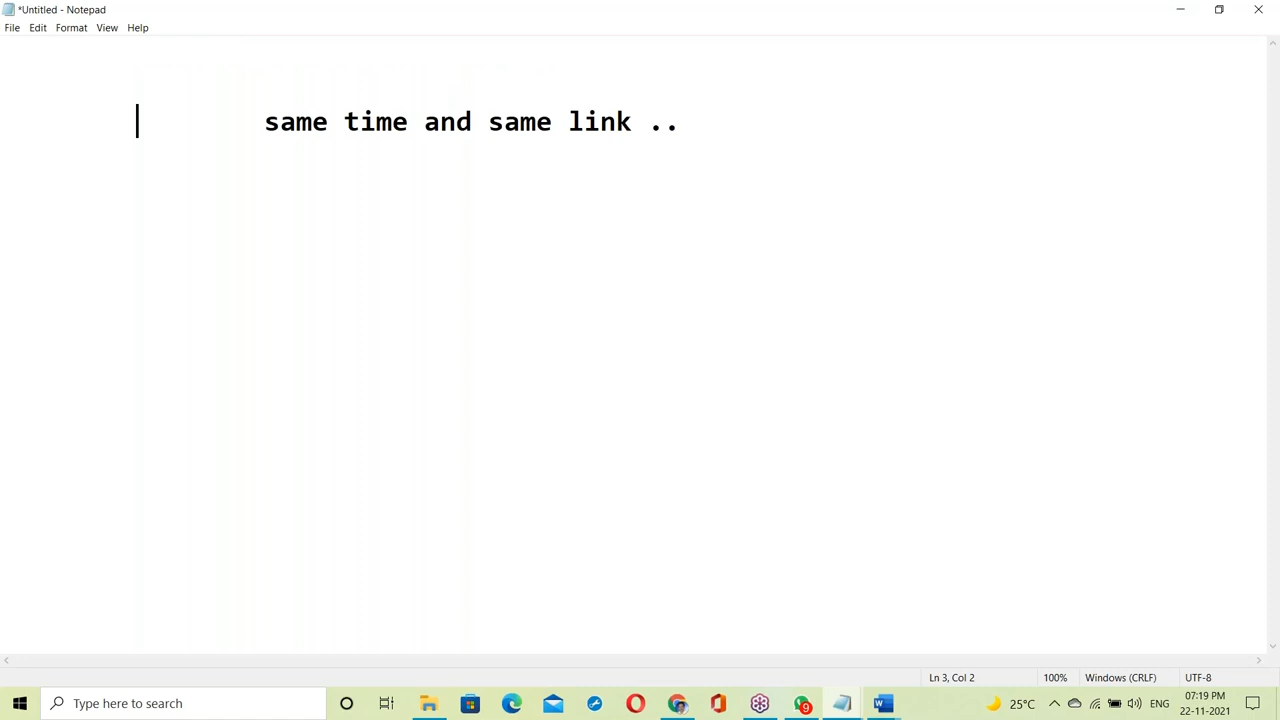 *Untitled - Notepad
File Edit Format View Help
same time and same link ..
Ln 3, Col 2 100% Windows (CRLF) UTF-8
Type here to search
9
25°C ENG 07:19 PM
22-11-2021